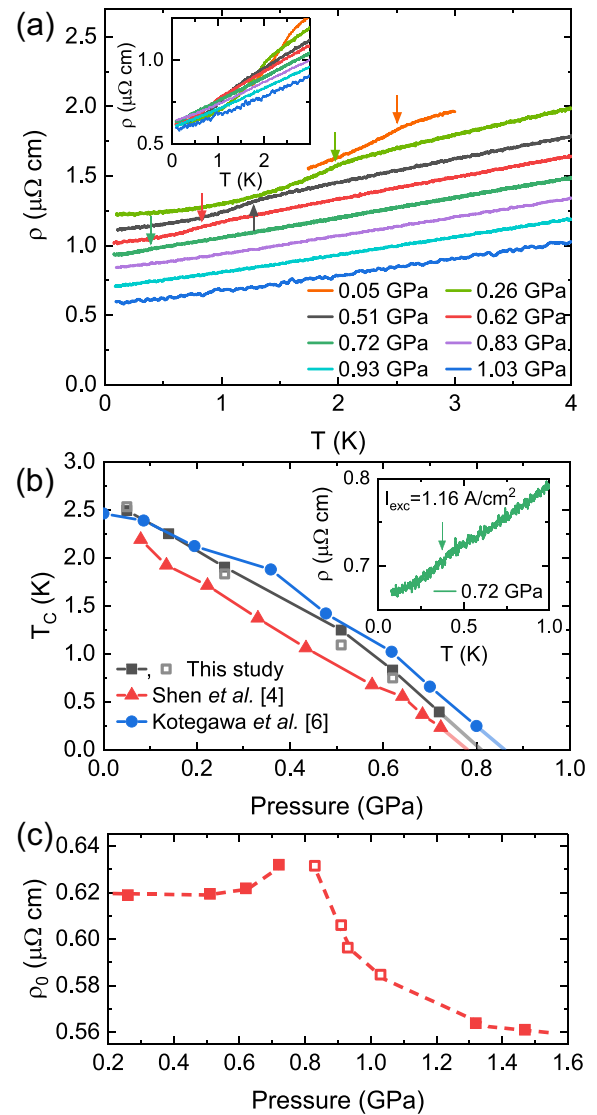 (a)
ρ (μΩ cm)
2.5
2.0
1.5
1.0
0.5
0.0
0
1
2
3
4
T (K)
ρ (μΩ cm)
1.0
0.5
0
2
T (K)
0.05 GPa
0.26 GPa
0.51 GPa
0.62 GPa
0.72 GPa
0.83 GPa
0.93 GPa
1.03 GPa
(b)
T_C (K)
3.0
2.5
2.0
1.5
1.0
0.5
0.0
0.0
0.2
0.4
0.6
0.8
1.0
Pressure (GPa)
, This study
Shen et al. [4]
Kotegawa et al. [6]
ρ (μΩ cm)
0.8
0.7
0.0
0.5
1.0
T (K)
I_exc=1.16 A/cm²
0.72 GPa
(c)
ρ₀ (μΩ cm)
0.64
0.62
0.60
0.58
0.56
0.2
0.4
0.6
0.8
1.0
1.2
1.4
1.6
Pressure (GPa)